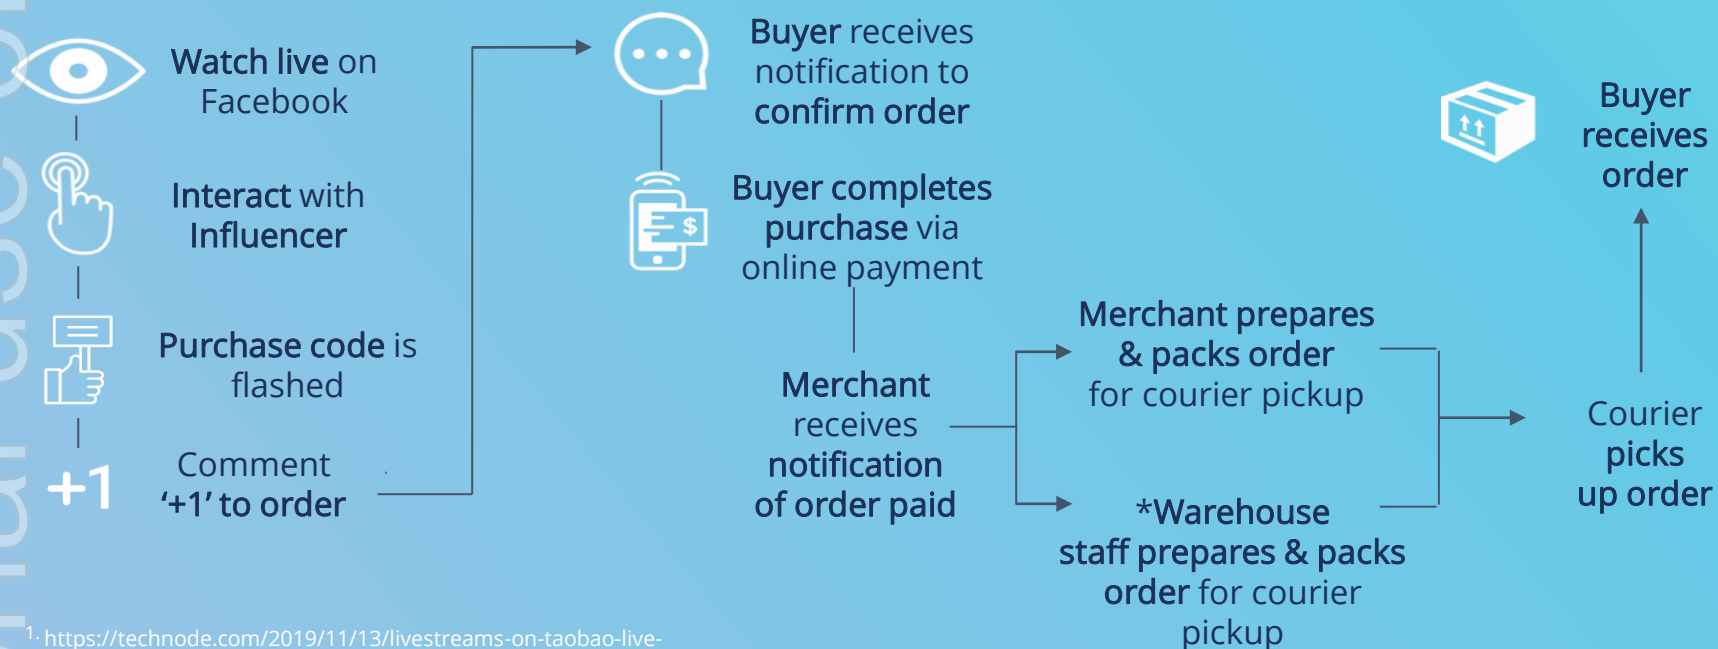 Watch live on
Facebook
Interact with
Influencer
Purchase code is
flashed
+1
Comment
‘+1’ to order
Buyer receives
notification to
confirm order
$
Buyer completes
purchase via
online payment
Merchant
receives
notification
of order paid
Merchant prepares
& packs order
for courier pickup
*Warehouse
staff prepares & packs
order for courier
pickup
Courier
picks
up order
Buyer
receives
order
1. https://technode.com/2019/11/13/livestreams-on-taobao-live-